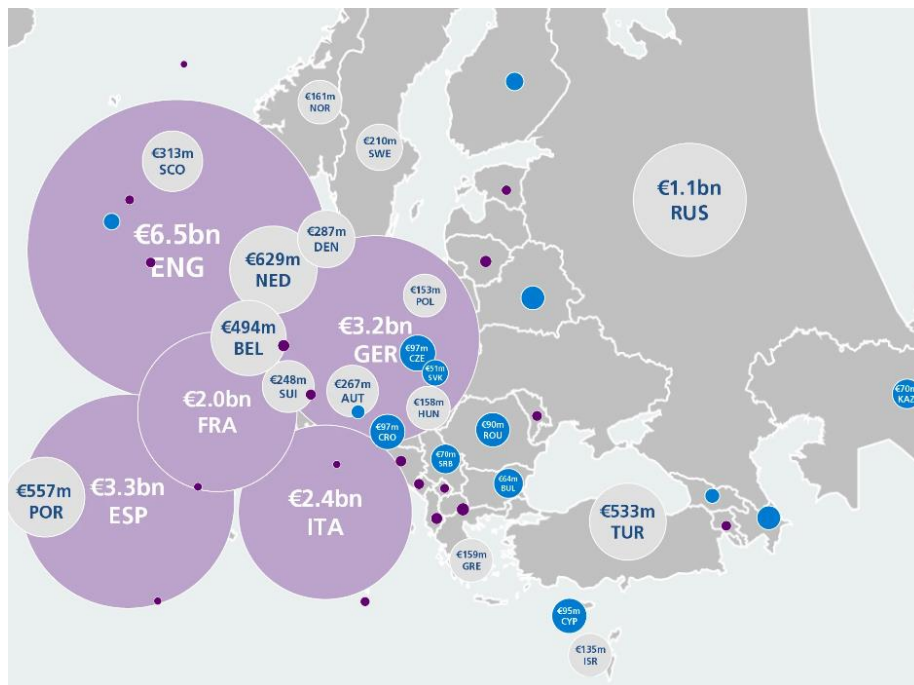 €161m
NOR
€210m
SWE
€313m
SCO
€1.1bn
RUS
€6.5bn
ENG
€287m
DEN
€629m
NED
€153m
POL
€494m
BEL
€3.2bn
GER
€97m
CZE
€51m
SVK
€248m
SUI
€267m
AUT
€158m
HUN
€70m
KAZ
€2.0bn
FRA
€97m
CRO
€90m
ROU
€70m
SRB
€64m
BUL
€557m
POR
€3.3bn
ESP
€2.4bn
ITA
€533m
TUR
€159m
GRE
€95m
CYP
€135m
ISR